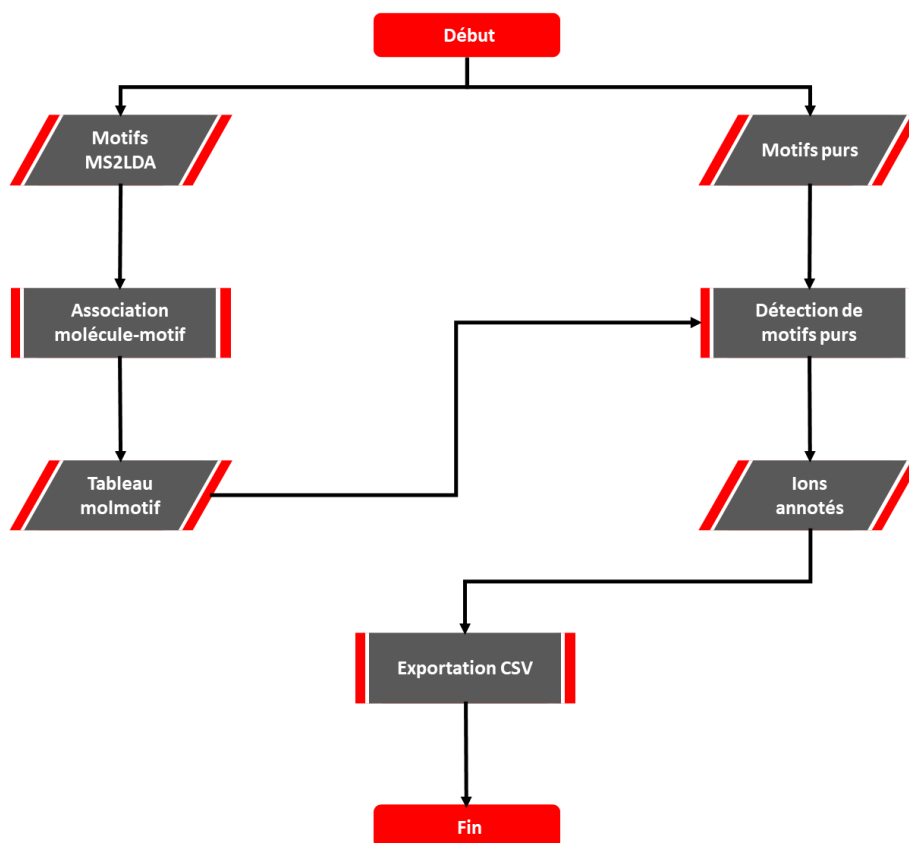 Début
Motifs
MS2LDA
Motifs purs
Association
molécule-motif
Détection de
motifs purs
Tableau
molmotif
Ions
annotés
Exportation CSV
Fin